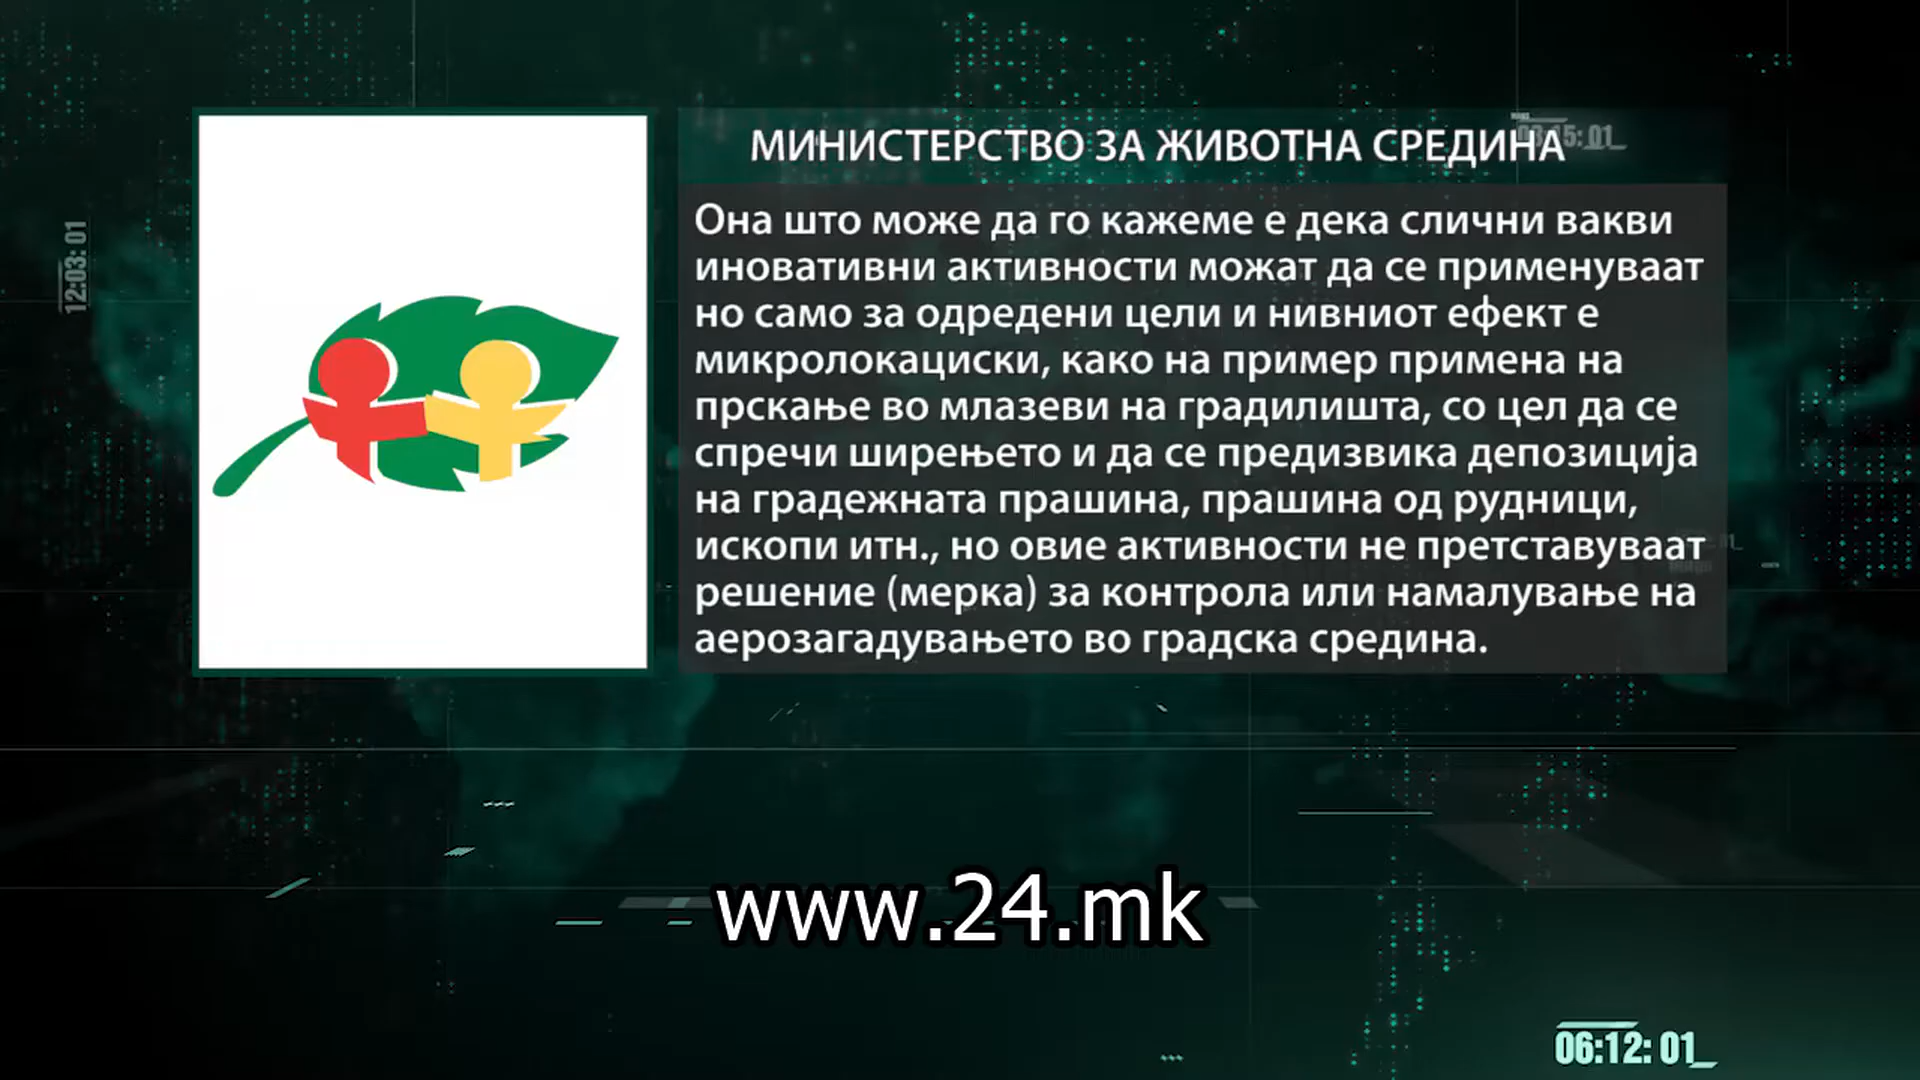 МИНИСТЕРСТВО ЗА ЖИВОТНА СРЕДИНА
Она што може да го кажеме е дека слични вакви
иновативни активности можат да се применуваат
но само за одредени цели и нивниот ефект е
микролокациски, како на пример примена на
прскање во млазеви на градилишта, со цел да се
спречи ширењето и да се предизвика депозиција
на градежната прашина, прашина од рудници,
ископи итн., но овие активности не претставуваат
решение (мерка) за контрола или намалување на
аерозагадувањето во градска средина.
12:03: 01
www.24.mk
06:12: 01